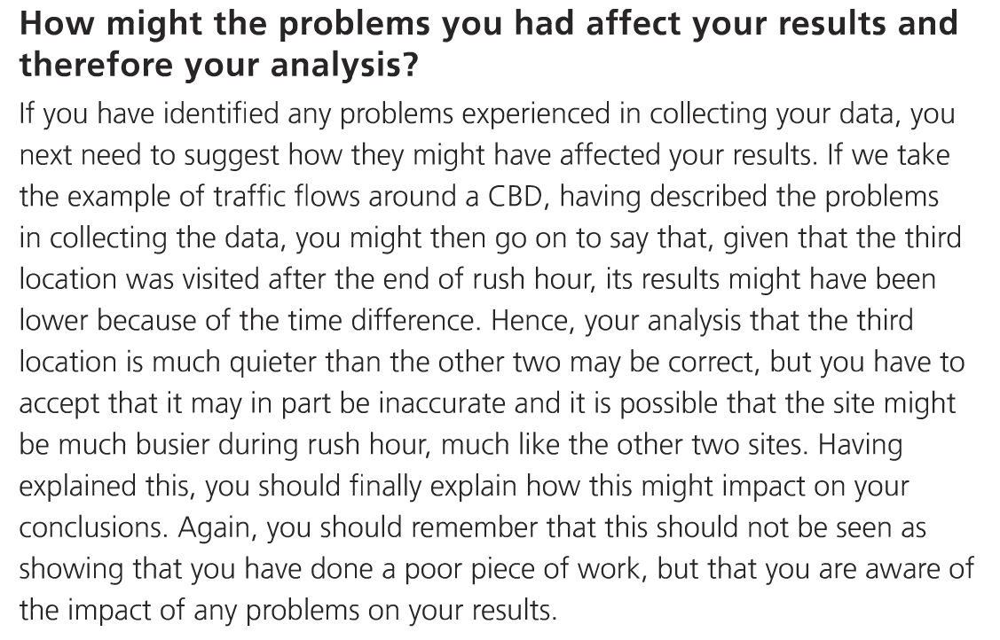 How might the problems you had affect your results and
therefore your analysis?
If you have identified any problems experienced in collecting your data, you
next need to suggest how they might have affected your results. If we take
the example of traffic flows around a CBD, having described the problems
in collecting the data, you might then go on to say that, given that the third
location was visited after the end of rush hour, its results might have been
lower because of the time difference. Hence, your analysis that the third
location is much quieter than the other two may be correct, but you have to
accept that it may in part be inaccurate and it is possible that the site might
be much busier during rush hour, much like the other two sites. Having
explained this, you should finally explain how this might impact on your
conclusions. Again, you should remember that this should not be seen as
showing that you have done a poor piece of work, but that you are aware of
the impact of any problems on your results.